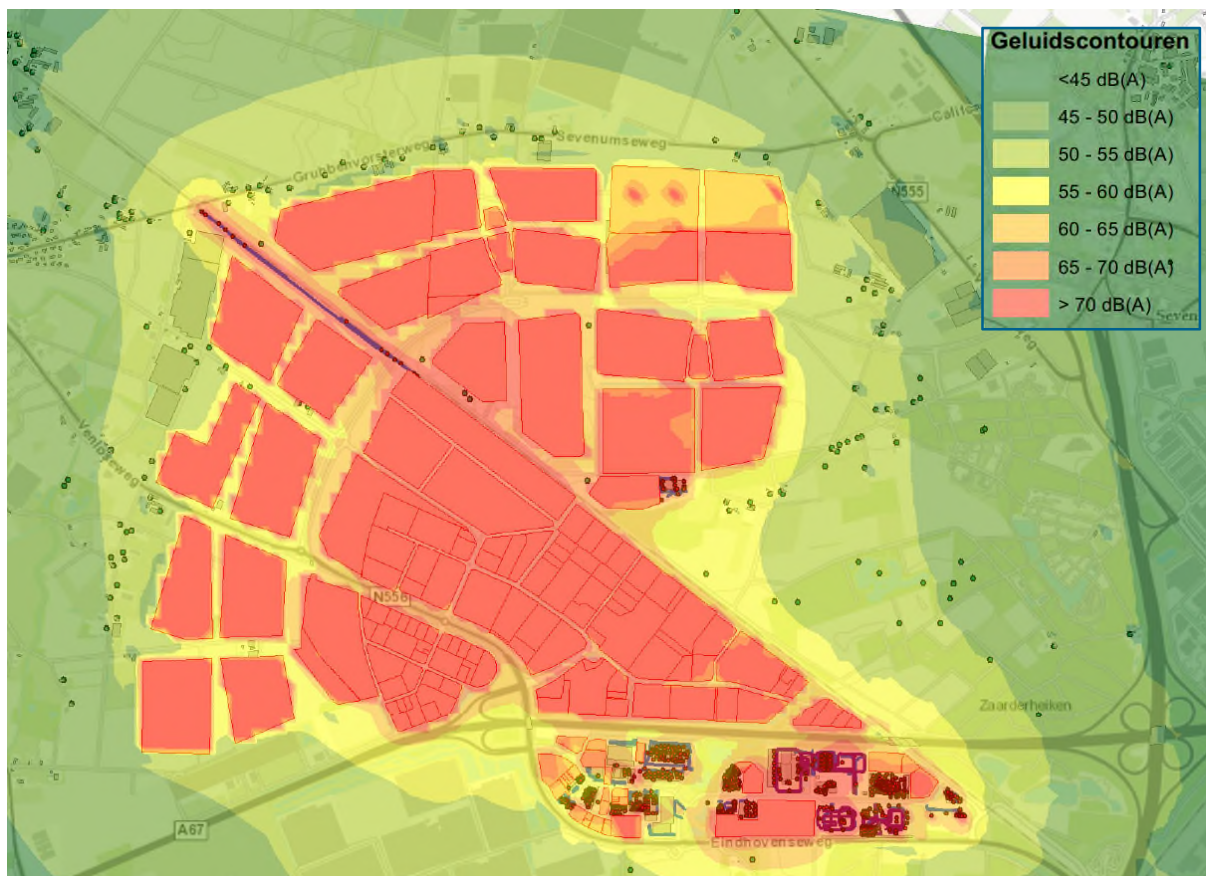 Geluidscontouren
<45 dB(A)
45 - 50 dB(A)
50 - 55 dB(A)
55 - 60 dB(A)
60 - 65 dB(A)
65 - 70 dB(A)
> 70 dB(A)
Sevenumseweg
Grubbenvorsterweg
N555
Seven
Venloseweg
N556
Zaarderheiken
A67
Eindhovenseweg